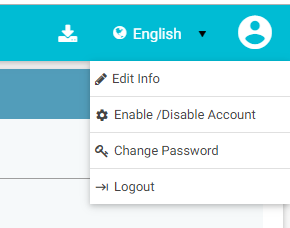 English
Edit Info
Enable /Disable Account
Change Password
Logout